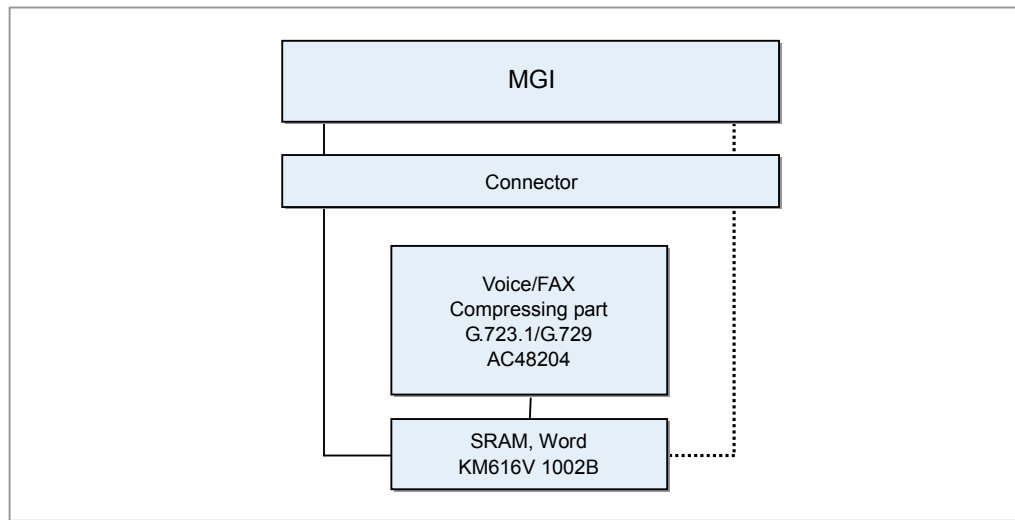 MGI
Connector
Voice/FAX
Compressing part
G.723.1/G.729
AC48204
SRAM, Word
KM616V 1002B